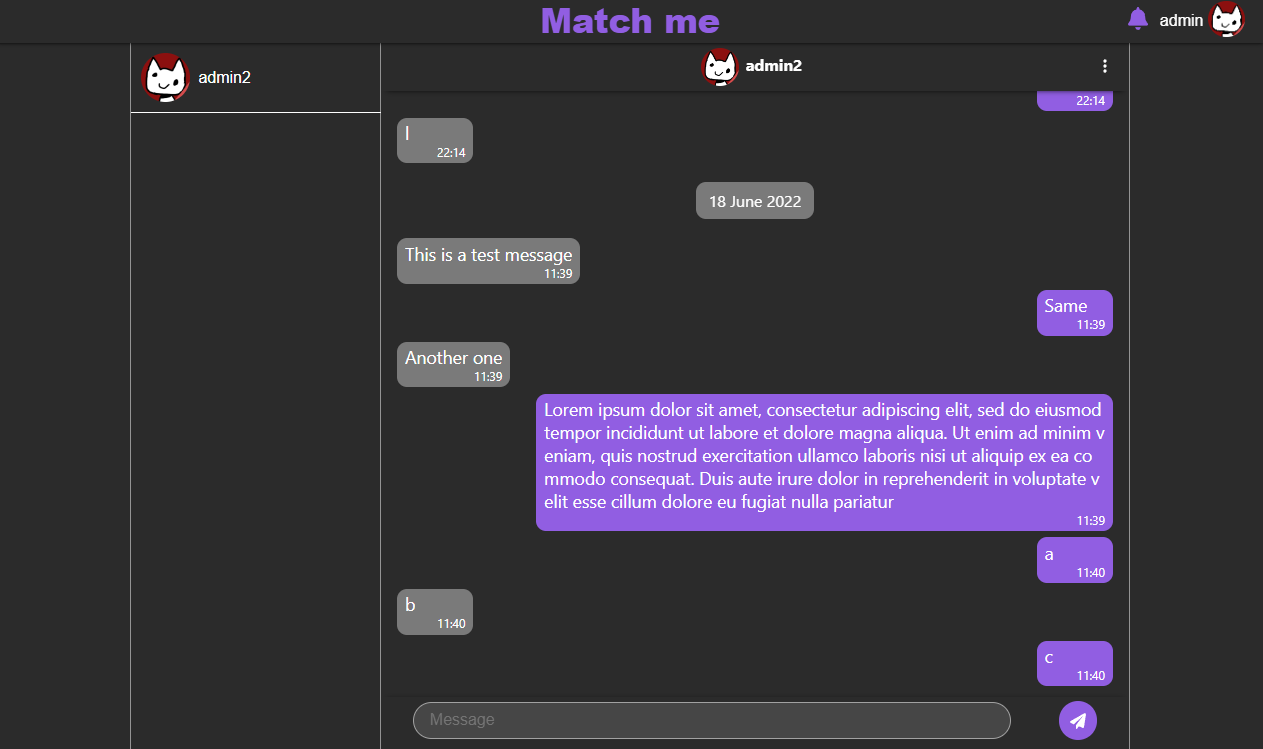 Match me
admin
admin2
admin2
22:14
l
22:14
18 June 2022
This is a test message
11:39
Same
11:39
Another one
11:39
Lorem ipsum dolor sit amet, consectetur adipiscing elit, sed do eiusmod
tempor incididunt ut labore et dolore magna aliqua. Ut enim ad minim v
eniam, quis nostrud exercitation ullamco laboris nisi ut aliquip ex ea co
mmodo consequat. Duis aute irure dolor in reprehenderit in voluptate v
elit esse cillum dolore eu fugiat nulla pariatur
11:39
a
11:40
b
11:40
c
11:40
Message